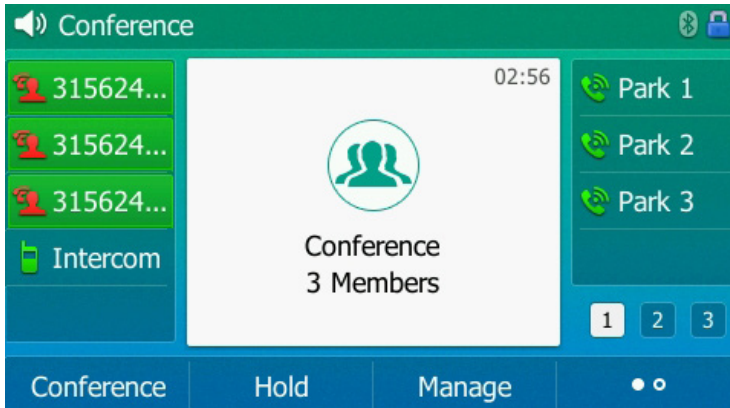 Conference
315624...
315624...
315624...
Intercom
02:56
Conference
3 Members
Park 1
Park 2
Park 3
1 2 3
Conference Hold Manage